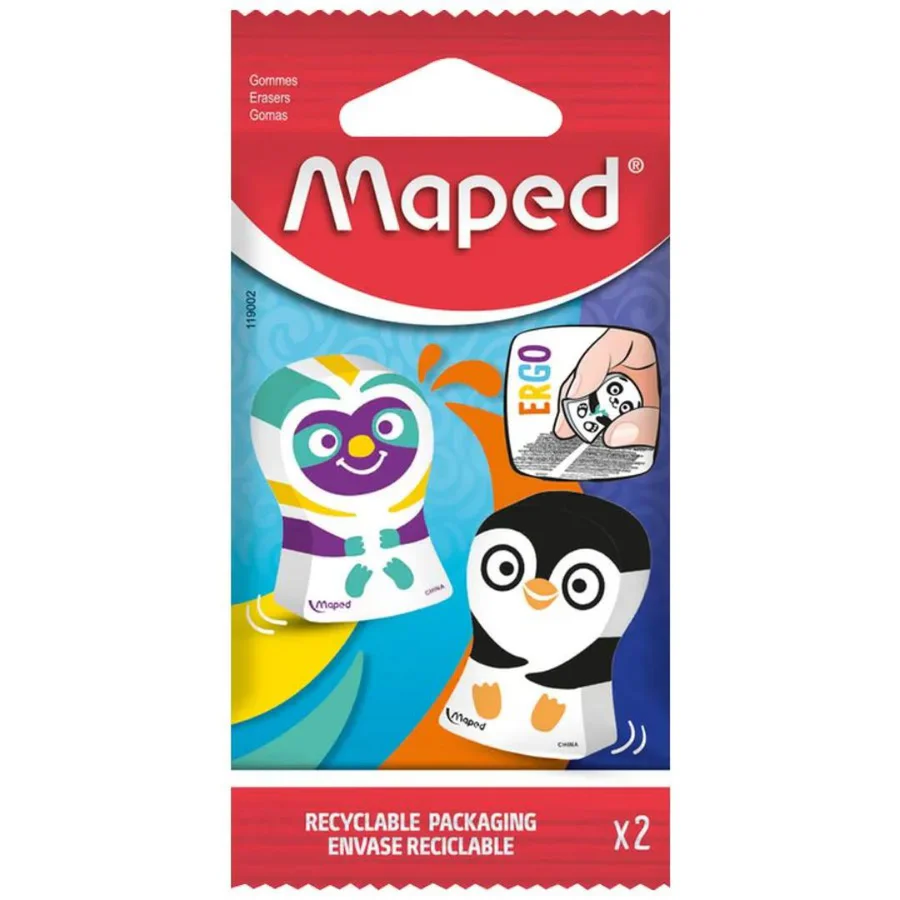 Gommes
Erasers
Gomas
Maped®
119002
ERGO
Maped
CHINA
Maped
CHINA
RECYCLABLE PACKAGING
ENVASE RECICLABLE
X2